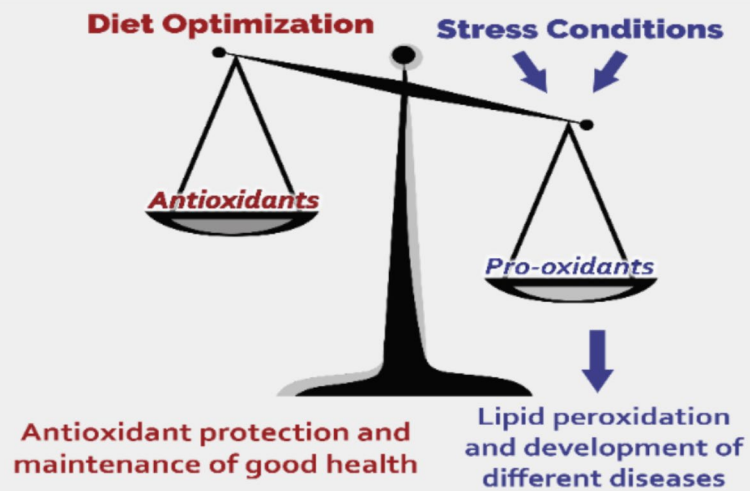 Diet Optimization
Stress Conditions
Antioxidants
Pro-oxidants
Antioxidant protection and
maintenance of good health
Lipid peroxidation
and development of
different diseases